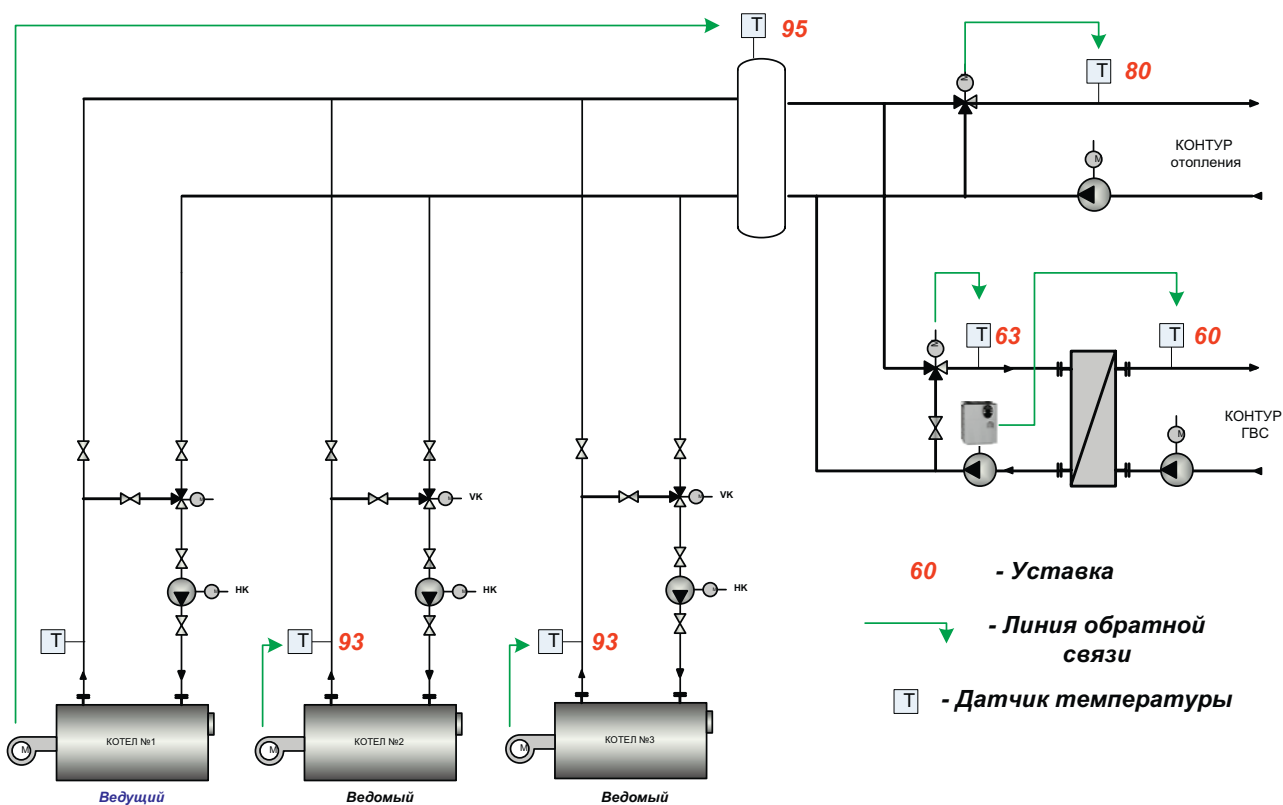 T 95
T 80
М
М
КОНТУР
отопления
М
T 63
T 60
КОНТУР
ГВС
М
VK
VK
НК
НК
НК
60 - Уставка
- Линия обратной
связи
T - Датчик температуры
T
T 93
T 93
М КОТЕЛ №1
М КОТЕЛ №2
М КОТЕЛ №3
Ведущий
Ведомый
Ведомый